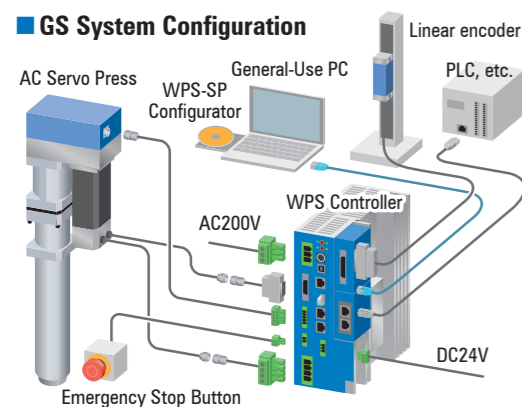 GS System Configuration
Linear encoder
General-Use PC
PLC, etc.
AC Servo Press
WPS-SP
Configurator
WPS Controller
AC200V
DC24V
Emergency Stop Button